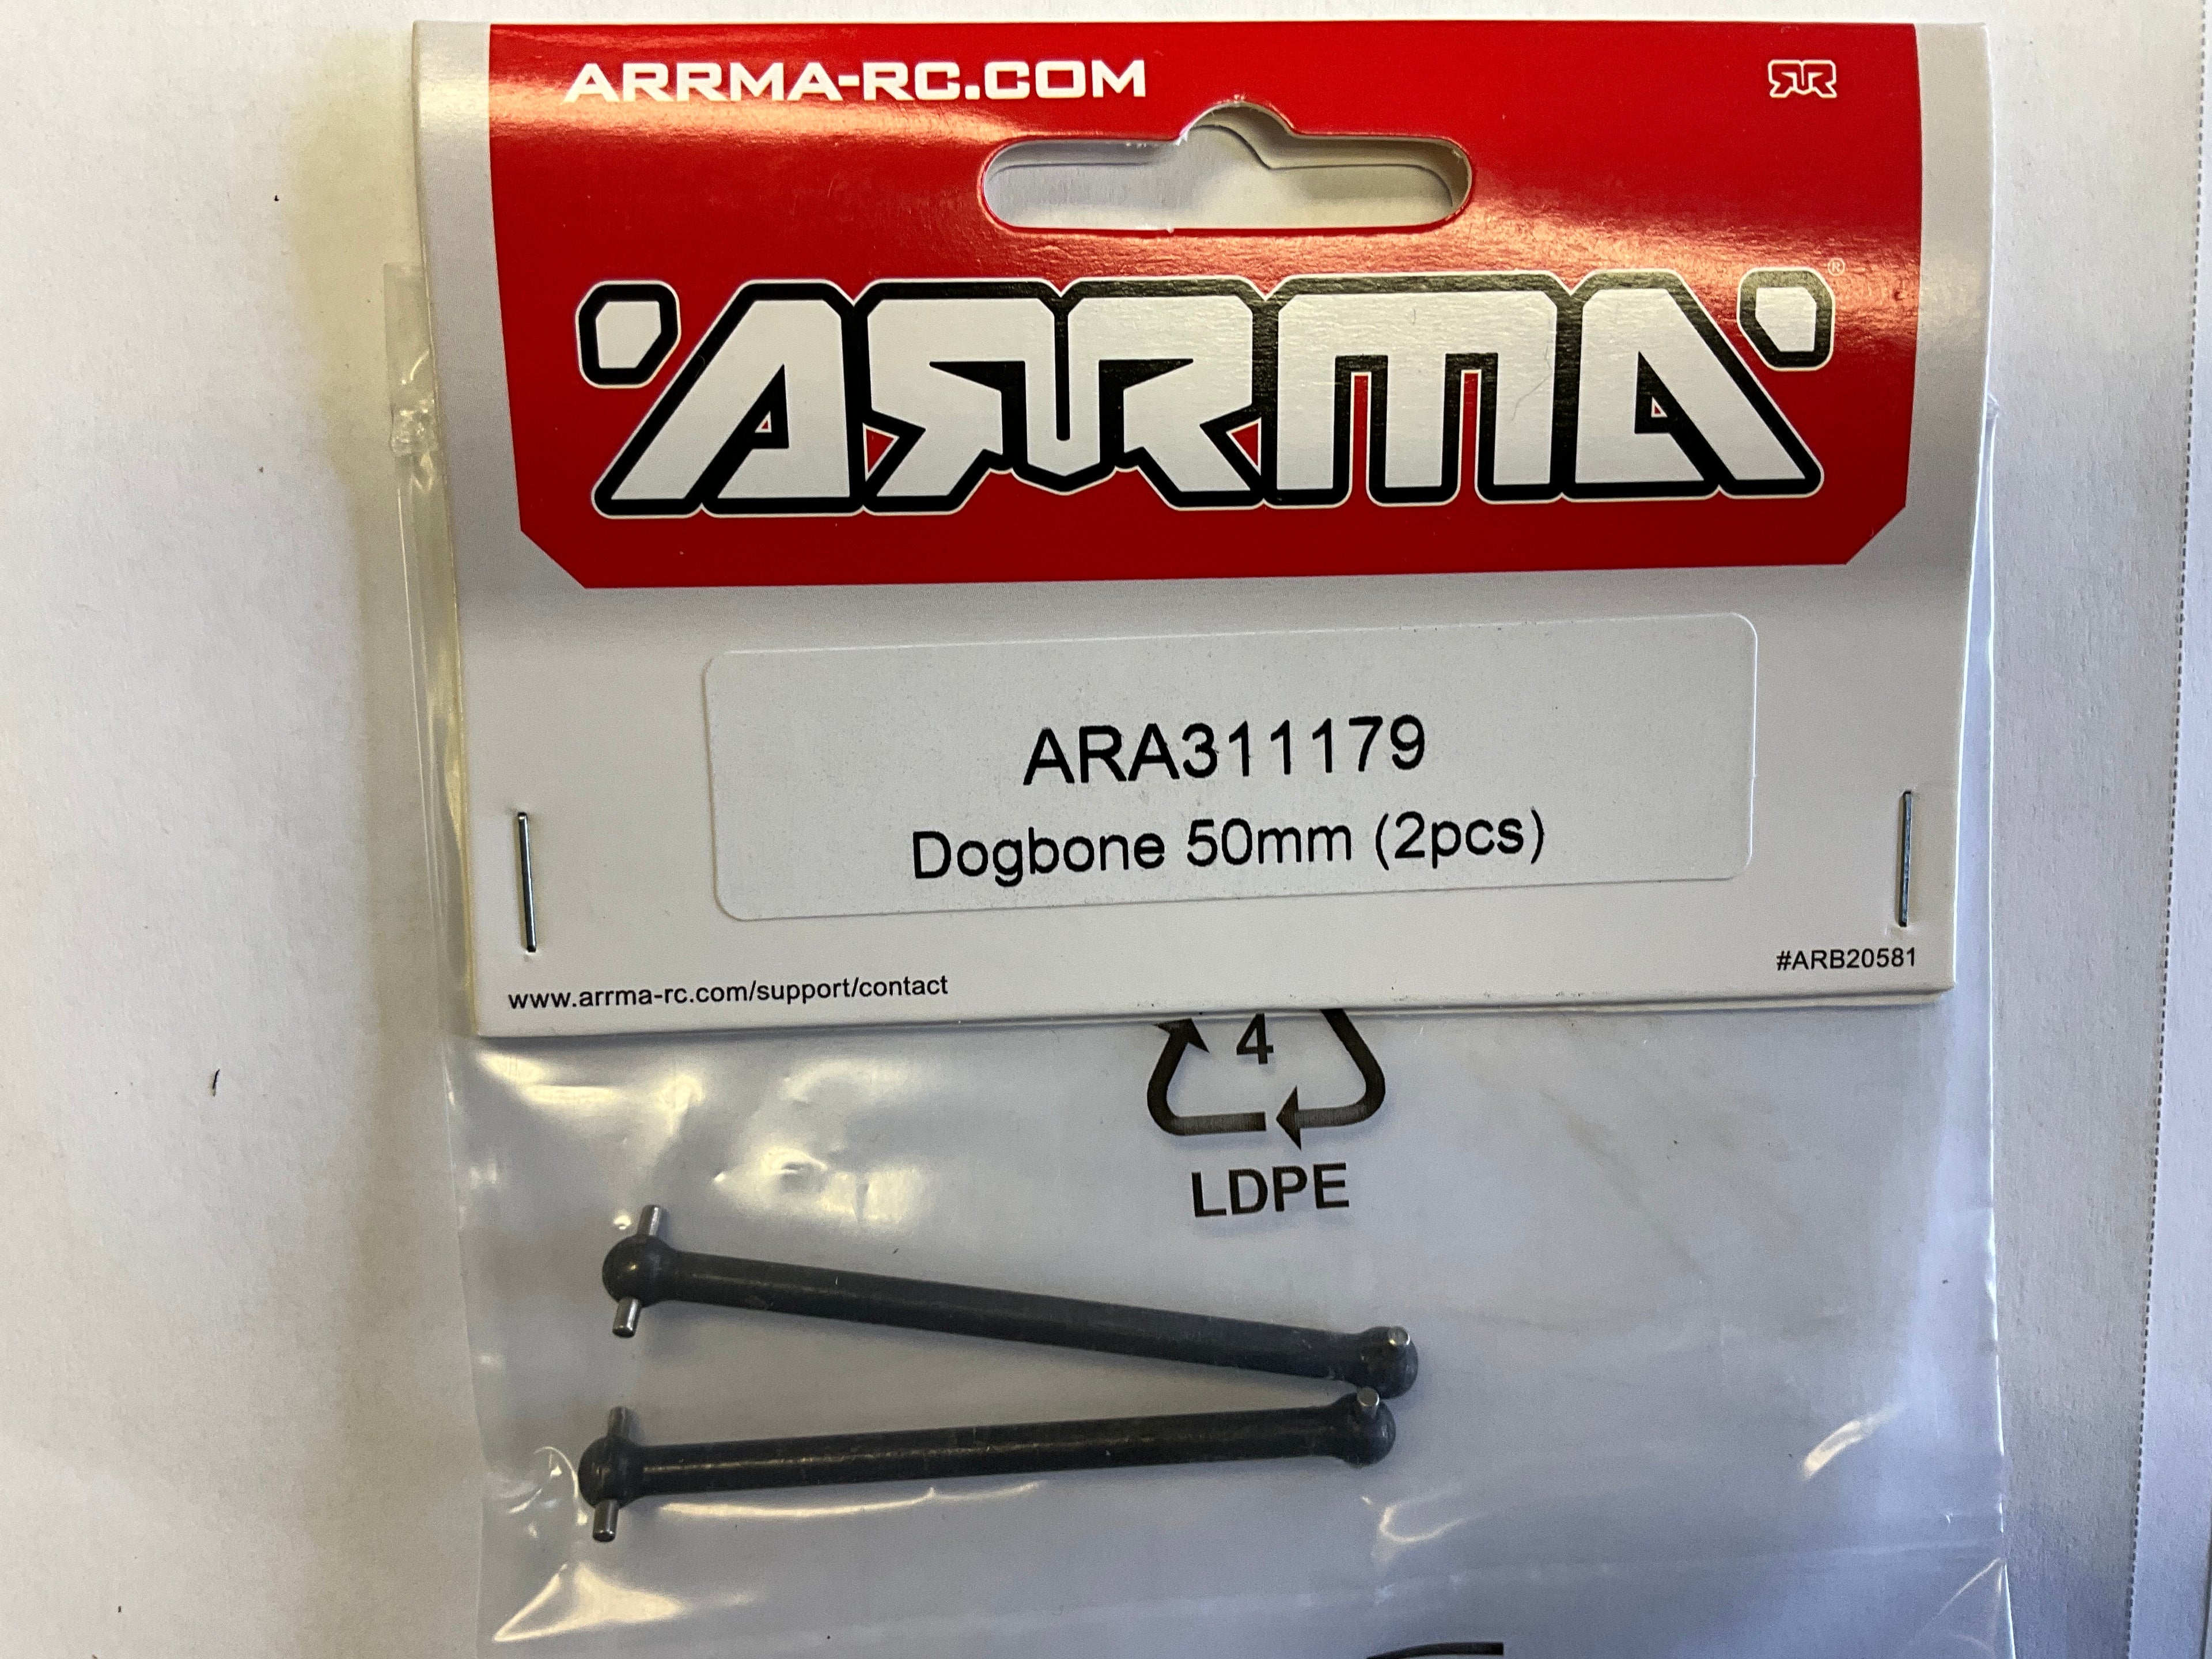 ARRMA-RC.COM
ARRMA®
ARA311179
Dogbone 50mm (2pcs)
#ARB20581
www.arrma-rc.com/support/contact
4
LDPE